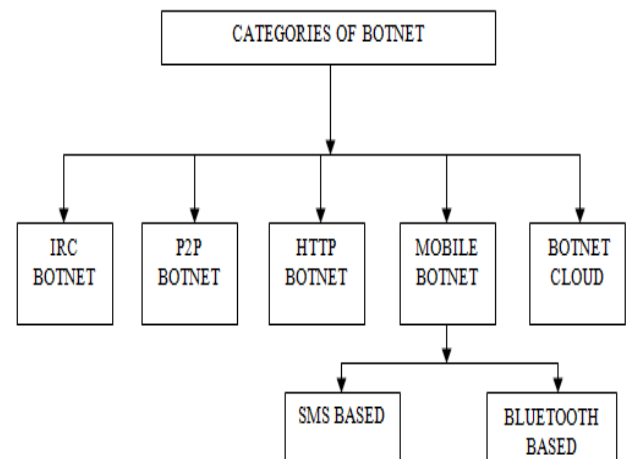 CATEGORIES OF BOTNET
IRC
BOTNET
P2P
BOTNET
HTTP
BOTNET
MOBILE
BOTNET
BOTNET
CLOUD
SMS BASED
BLUETOOTH
BASED